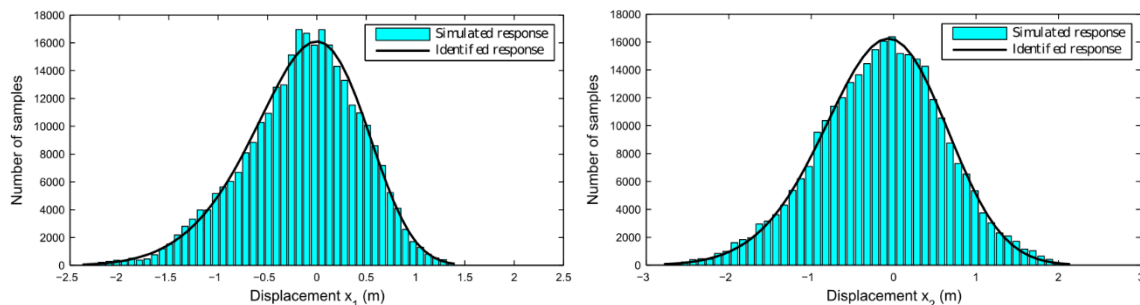 18000
16000
14000
12000
10000
8000
6000
4000
2000
0
Number of samples
−2.5 −2 −1.5 −1 −0.5 0 0.5 1 1.5 2 2.5
Displacement x1 (m)
Simulated response
Identifed response
18000
16000
14000
12000
10000
8000
6000
4000
2000
0
Number of samples
−3 −2 −1 0 1 2 3
Displacement x2 (m)
Simulated response
Identifed response